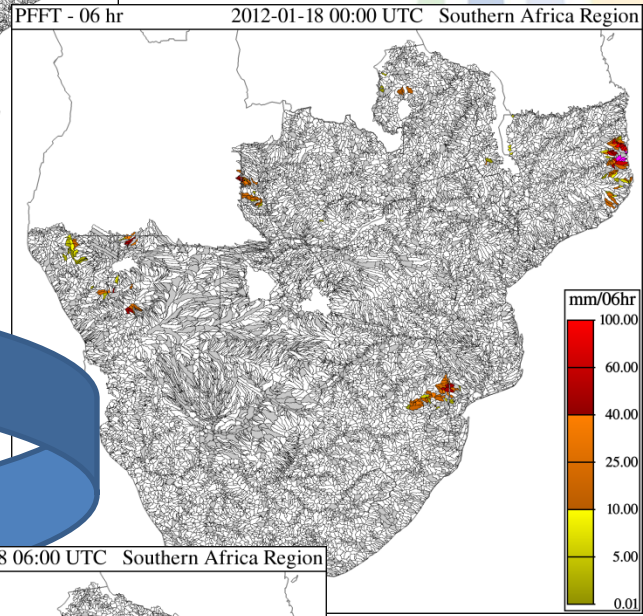 PFFT - 06 hr 2012-01-18 00:00 UTC Southern Africa Region
mm/06hr
100.00
60.00
40.00
25.00
10.00
5.00
0.01
8 06:00 UTC Southern Africa Region